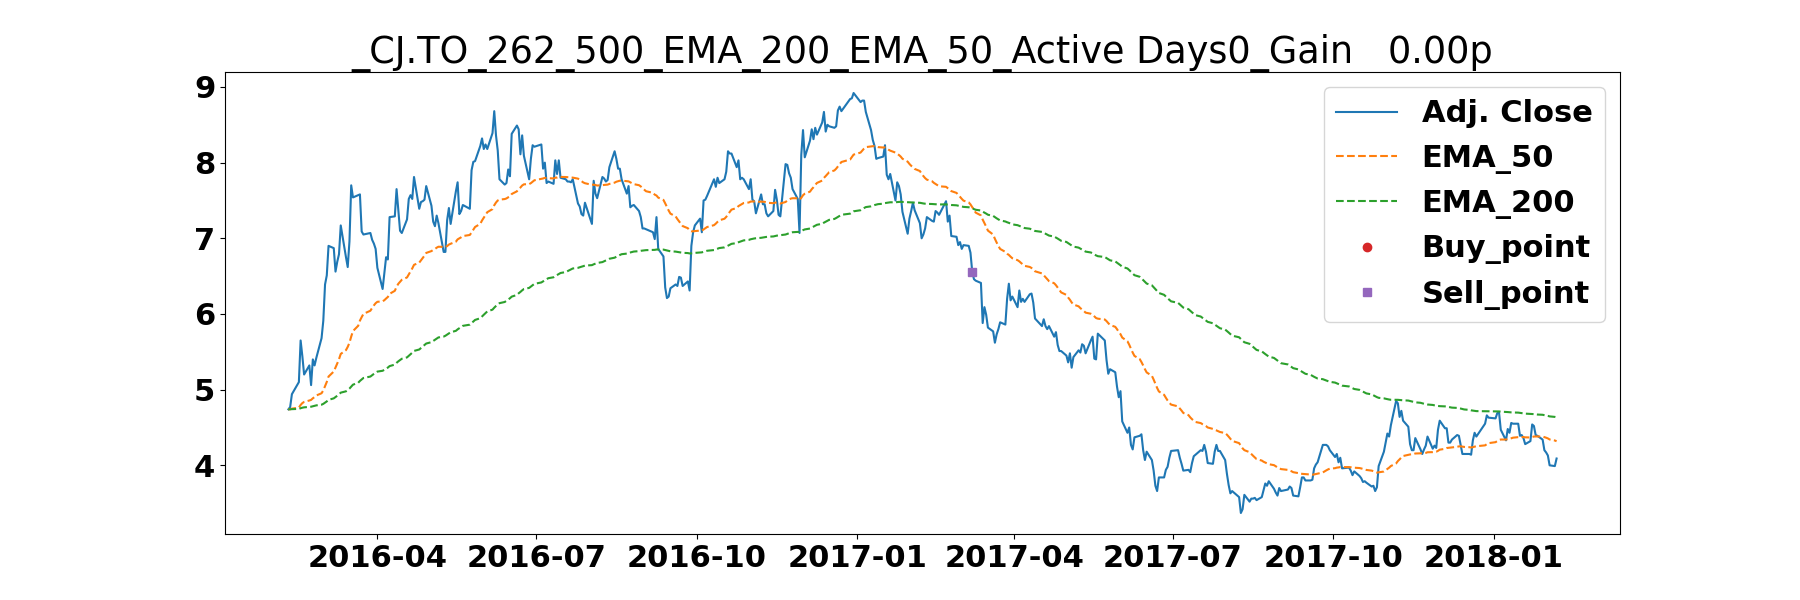 _CJ.TO_262_500_EMA_200_EMA_50_Active Days0_Gain   0.00p
9
8
7
6
5
4
Adj. Close
EMA_50
EMA_200
Buy_point
Sell_point
2016-04 2016-07 2016-10 2017-01 2017-04 2017-07 2017-10 2018-01